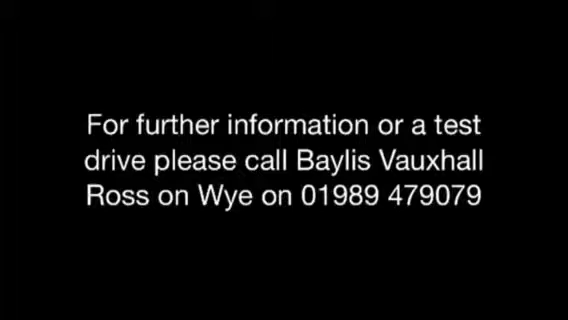 For further information or a test
drive please call Baylis Vauxhall
Ross on Wye on 01989 479079